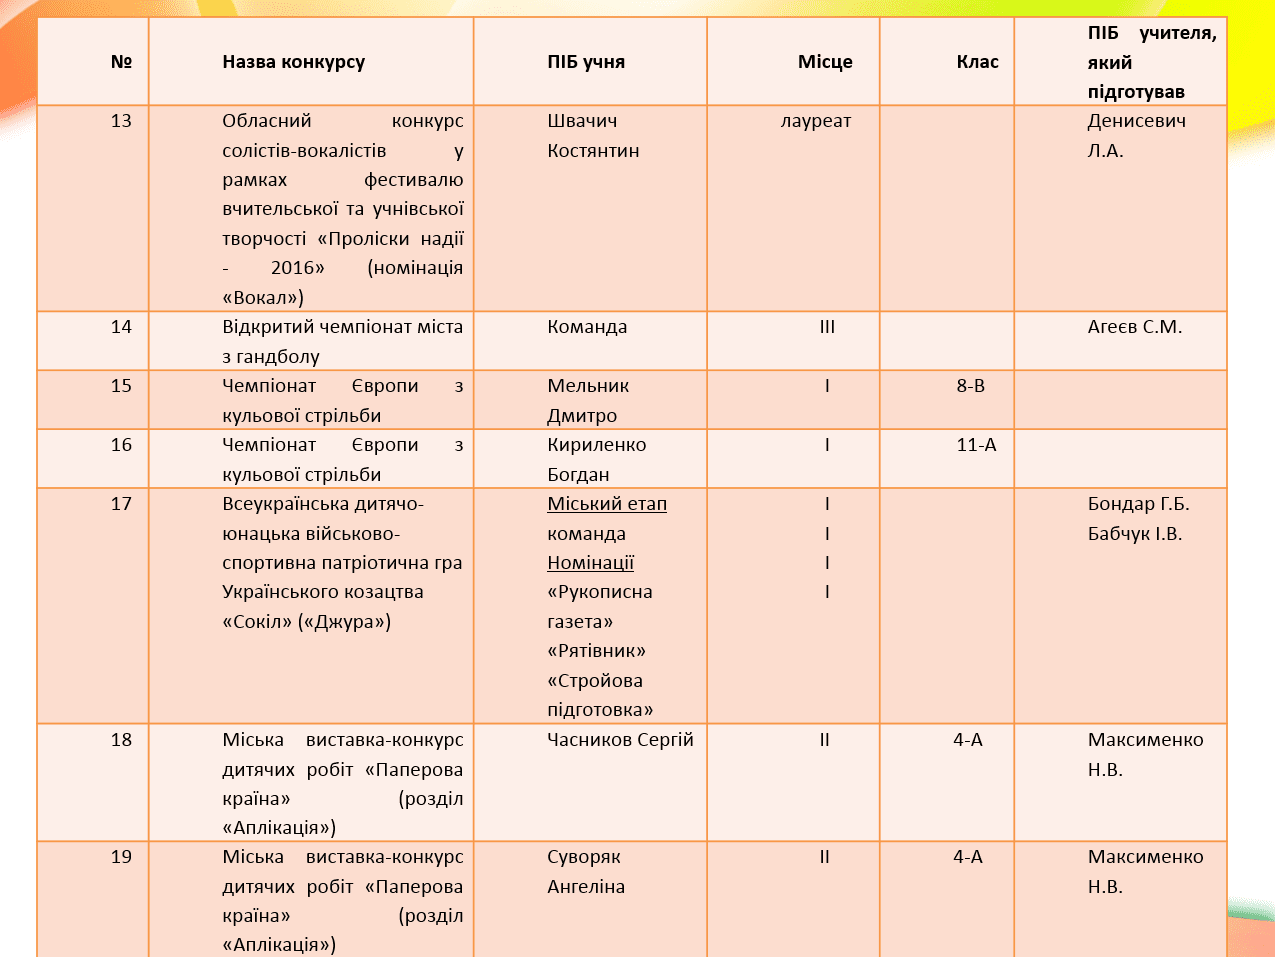 №
Назва конкурсу
ПІБ учня
Місце
Клас
ПІБ учителя,
який
підготував
13
Обласний конкурс
солістів-вокалістів у
рамках фестивалю
вчительської та учнівської
творчості «Проліски надії
- 2016» (номінація
«Вокал»)
Швачич
Костянтин
лауреат
Денисевич
Л.А.
14
Відкритий чемпіонат міста
з гандболу
Команда
ІІІ
Агеєв С.М.
15
Чемпіонат Європи з
кульової стрільби
Мельник
Дмитро
І
8-В
16
Чемпіонат Європи з
кульової стрільби
Кириленко
Богдан
І
11-А
17
Всеукраїнська дитячо-
юнацька військово-
спортивна патріотична гра
Українського козацтва
«Сокіл» («Джура»)
Міський етап
команда
Номінації
«Рукописна
газета»
«Рятівник»
«Стройова
підготовка»
І
І
І
І
Бондар Г.Б.
Бабчук І.В.
18
Міська виставка-конкурс
дитячих робіт «Паперова
країна» (розділ
«Аплікація»)
Часников Сергій
ІІ
4-А
Максименко
Н.В.
19
Міська виставка-конкурс
дитячих робіт «Паперова
країна» (розділ
«Аплікація»)
Суворяк
Ангеліна
ІІ
4-А
Максименко
Н.В.